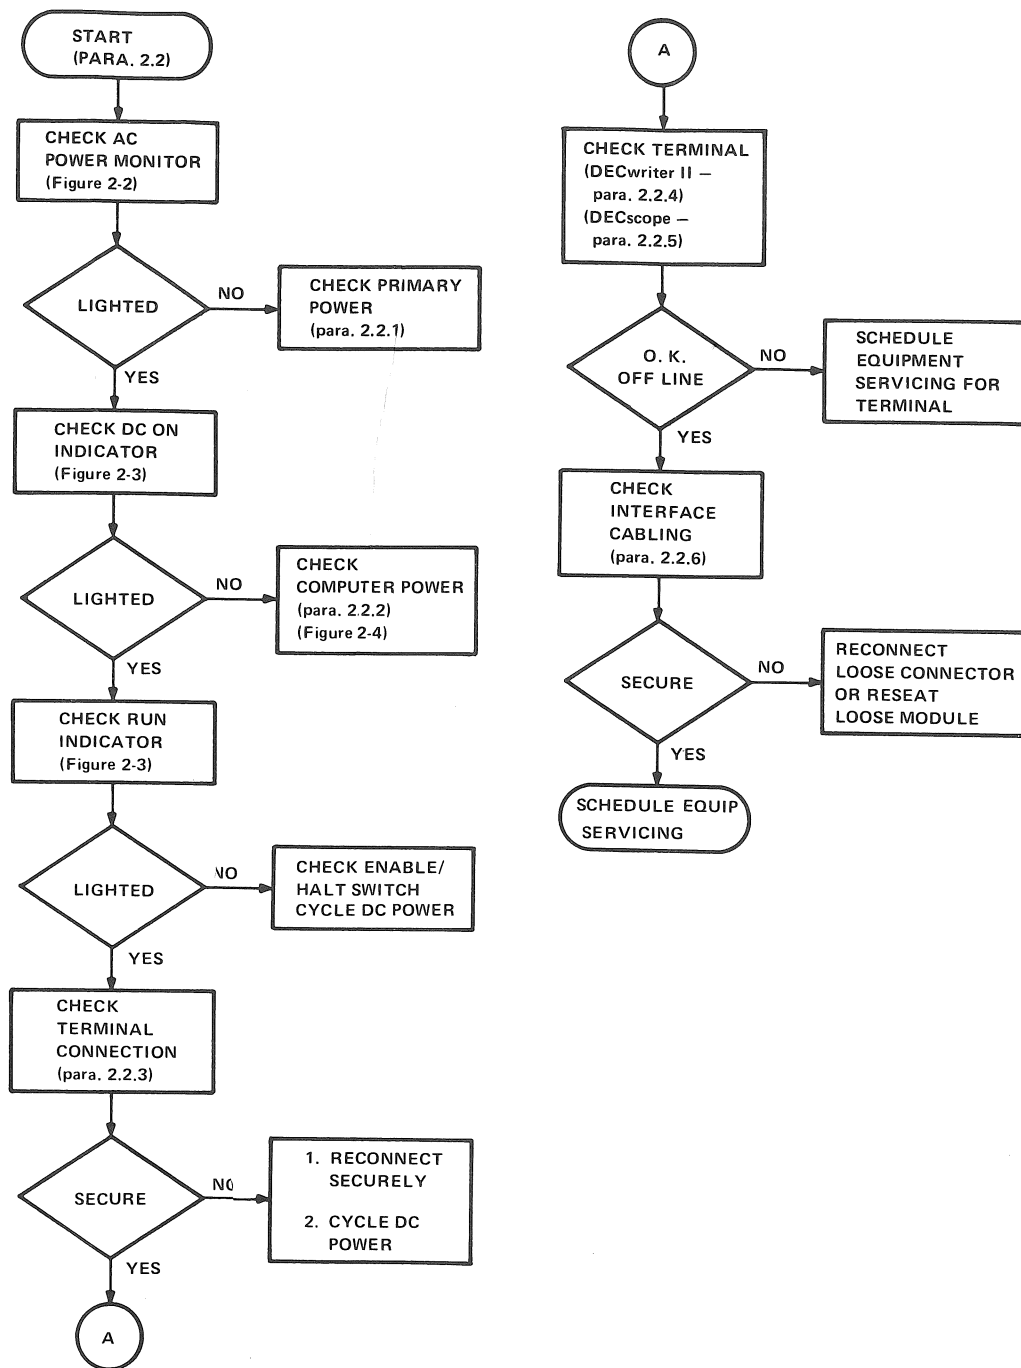 START
(PARA. 2.2)
CHECK AC
POWER MONITOR
(Figure 2-2)
LIGHTED
NO
CHECK PRIMARY
POWER
(para. 2.2.1)
YES
CHECK DC ON
INDICATOR
(Figure 2-3)
LIGHTED
NO
CHECK
COMPUTER POWER
(para. 2.2.2)
(Figure 2-4)
YES
CHECK RUN
INDICATOR
(Figure 2-3)
LIGHTED
NO
CHECK ENABLE/
HALT SWITCH
CYCLE DC POWER
YES
CHECK
TERMINAL
CONNECTION
(para. 2.2.3)
SECURE
NO
1. RECONNECT
SECURELY
2. CYCLE DC
POWER
YES
A
A
CHECK TERMINAL
(DECwriter II –
para. 2.2.4)
(DECscope –
para. 2.2.5)
O. K.
OFF LINE
NO
SCHEDULE
EQUIPMENT
SERVICING FOR
TERMINAL
YES
CHECK
INTERFACE
CABLING
(para. 2.2.6)
SECURE
NO
RECONNECT
LOOSE CONNECTOR
OR RESEAT
LOOSE MODULE
YES
SCHEDULE EQUIP
SERVICING